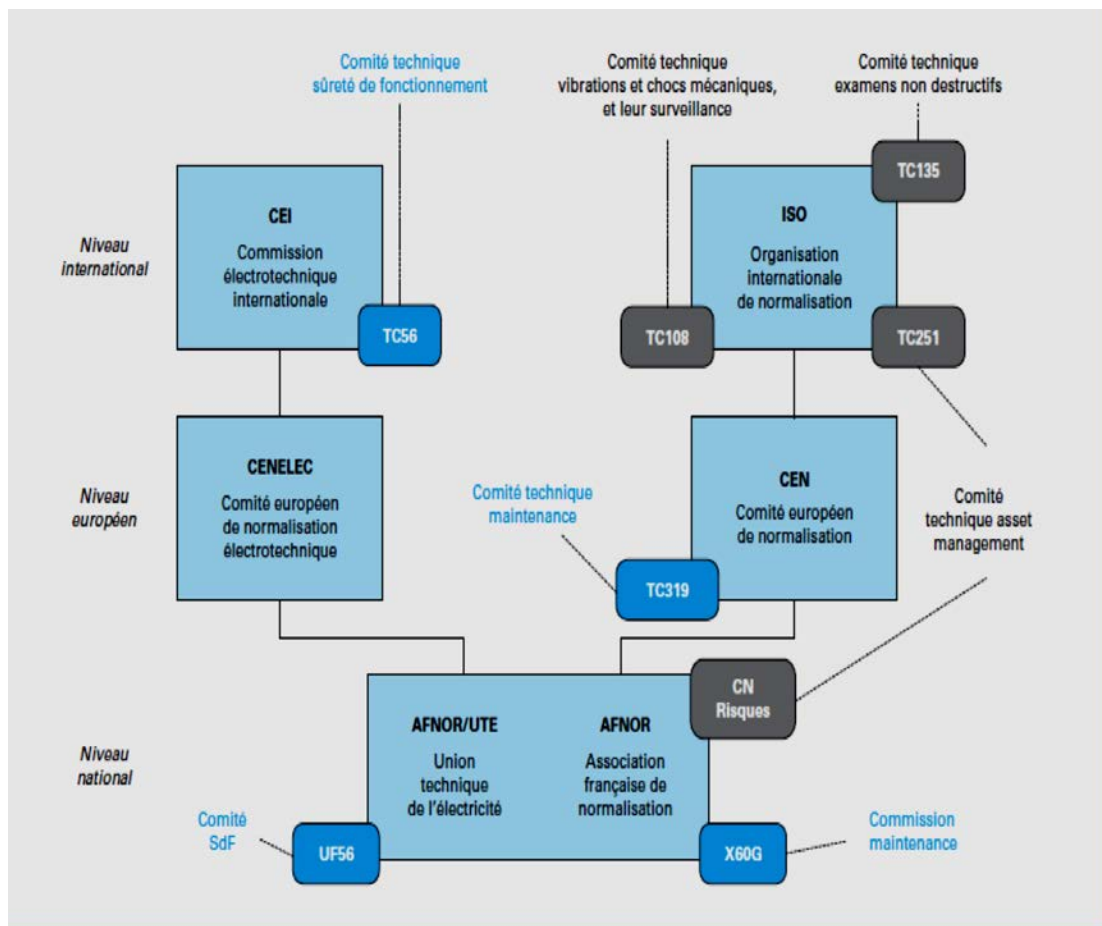 Comité technique
sûreté de fonctionnement
Comité technique
vibrations et chocs mécaniques,
et leur surveillance
Comité technique
examens non destructifs
TC135
Niveau
international
CEI
Commission
électrotechnique
internationale
TC56
ISO
Organisation
internationale
de normalisation
TC108
TC251
Niveau
européen
CENELEC
Comité européen
de normalisation
électrotechnique
Comité technique
maintenance
CEN
Comité européen
de normalisation
TC319
Comité
technique asset
management
CN
Risques
Niveau
national
AFNOR/UTE
Union
technique
de l'électricité
AFNOR
Association
française de
normalisation
Comité
SdF
UF56
X60G
Commission
maintenance